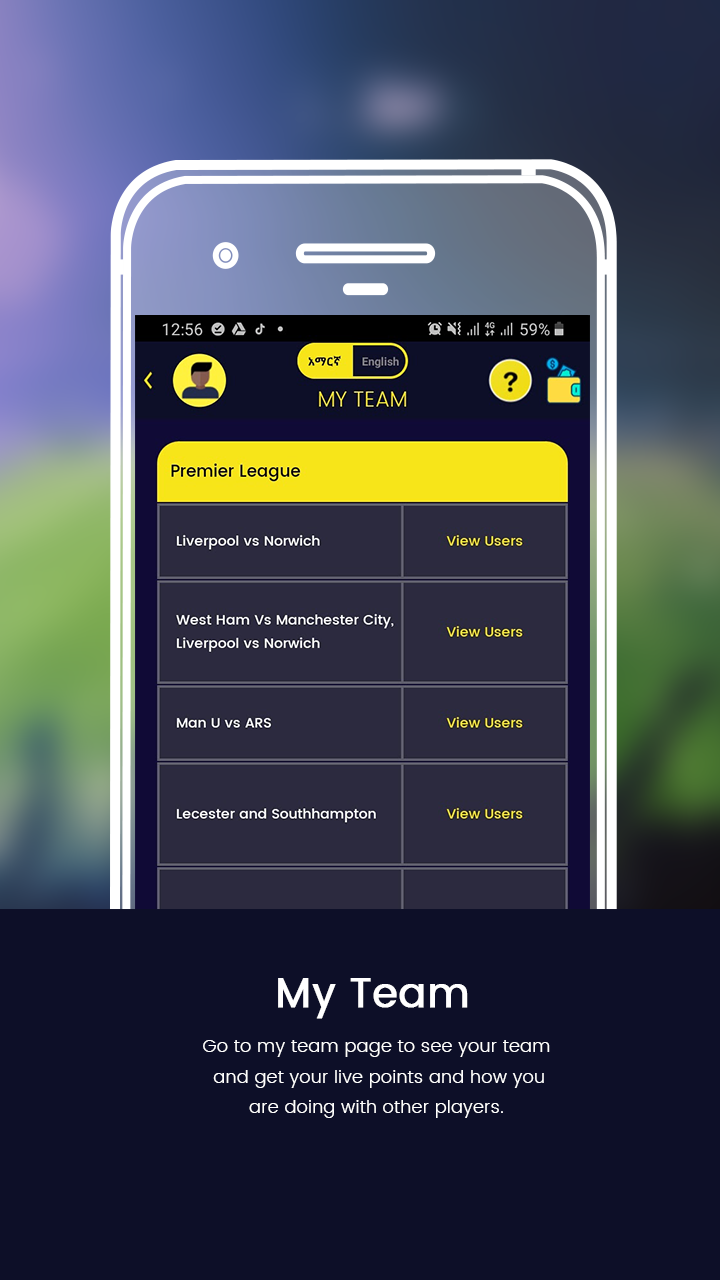 12:56
4G
59%
አማርኛ
English
MY TEAM
?
Premier League
Liverpool vs Norwich
View Users
West Ham Vs Manchester City,
Liverpool vs Norwich
View Users
Man U vs ARS
View Users
Lecester and Southhampton
View Users
My Team
Go to my team page to see your team
and get your live points and how you
are doing with other players.